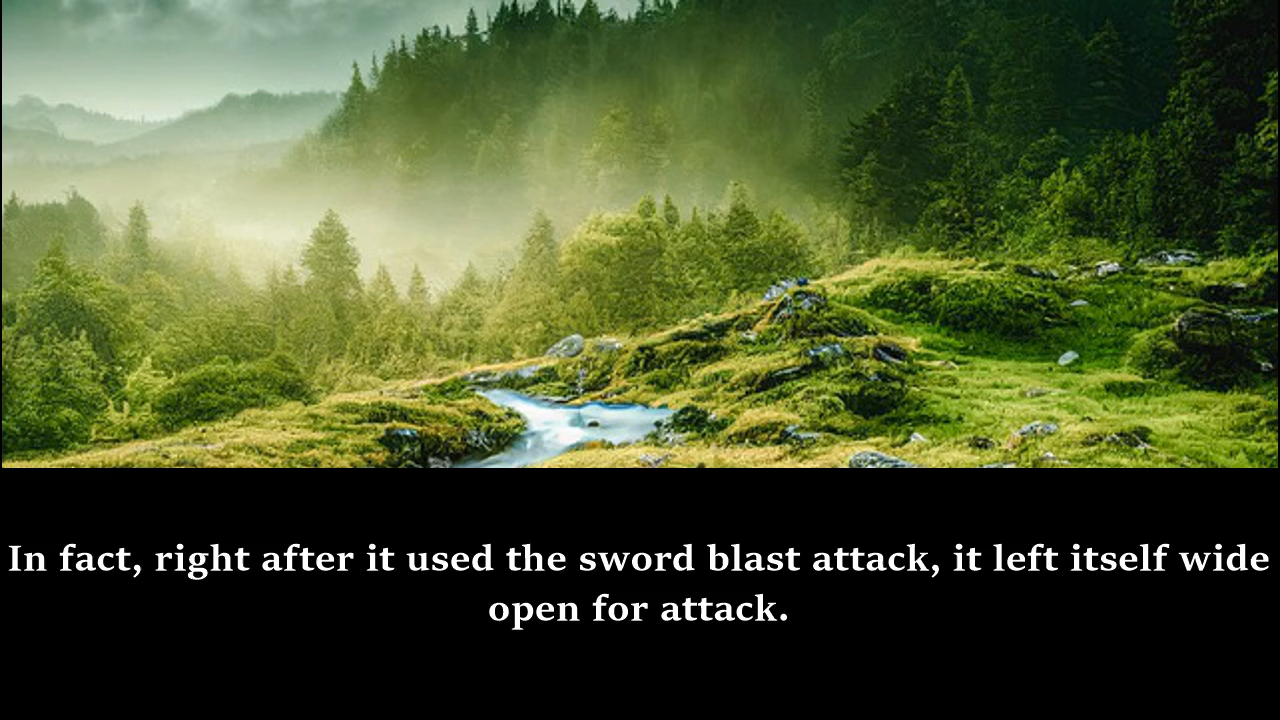 In fact, right after it used the sword blast attack, it left itself wide
open for attack.